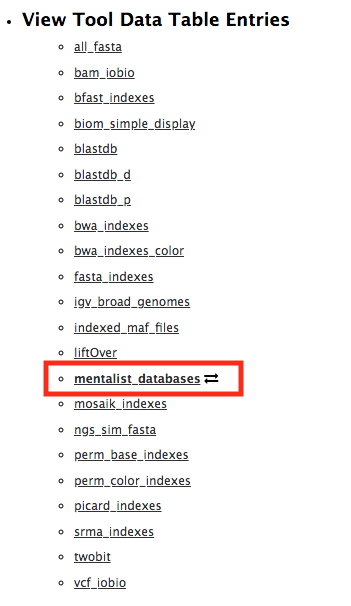 View Tool Data Table Entries
all_fasta
bam_iobio
bfast_indexes
biom_simple_display
blastdb
blastdb_d
blastdb_p
bwa_indexes
bwa_indexes_color
fasta_indexes
igv_broad_genomes
indexed_maf_files
liftOver
mentalist_databases
mosaik_indexes
ngs_sim_fasta
perm_base_indexes
perm_color_indexes
picard_indexes
srma_indexes
twobit
vcf_iobio